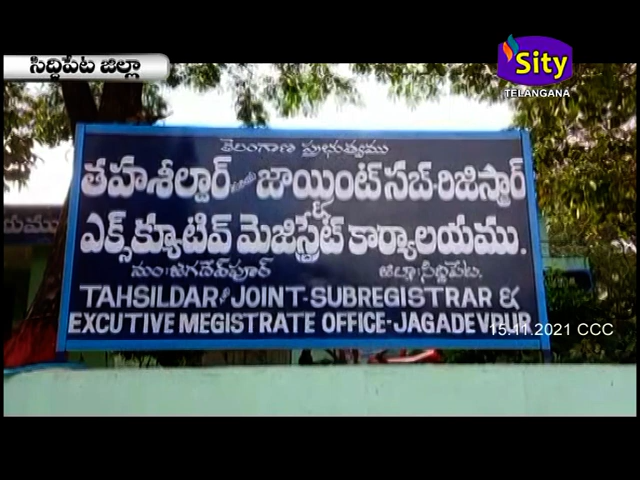 సిద్దిపేట జిల్లా
Sity
TELANGANA
తెలంగాణ ప్రభుత్వము
తహశీల్దార్ మరియు జాయింట్ సబ్-రిజిస్ట్రార్
&
ఎక్స్‌క్యూటివ్ మెజిస్ట్రేట్ కార్యాలయము.
మం:జగదేవ్‌పూర్ జిల్లా:సిద్దిపేట.
TAHSILDAR JOINT-SUBREGISTRAR &
EXCUTIVE MEGISTRATE OFFICE-JAGADEVPUR
15.11.2021 CCC